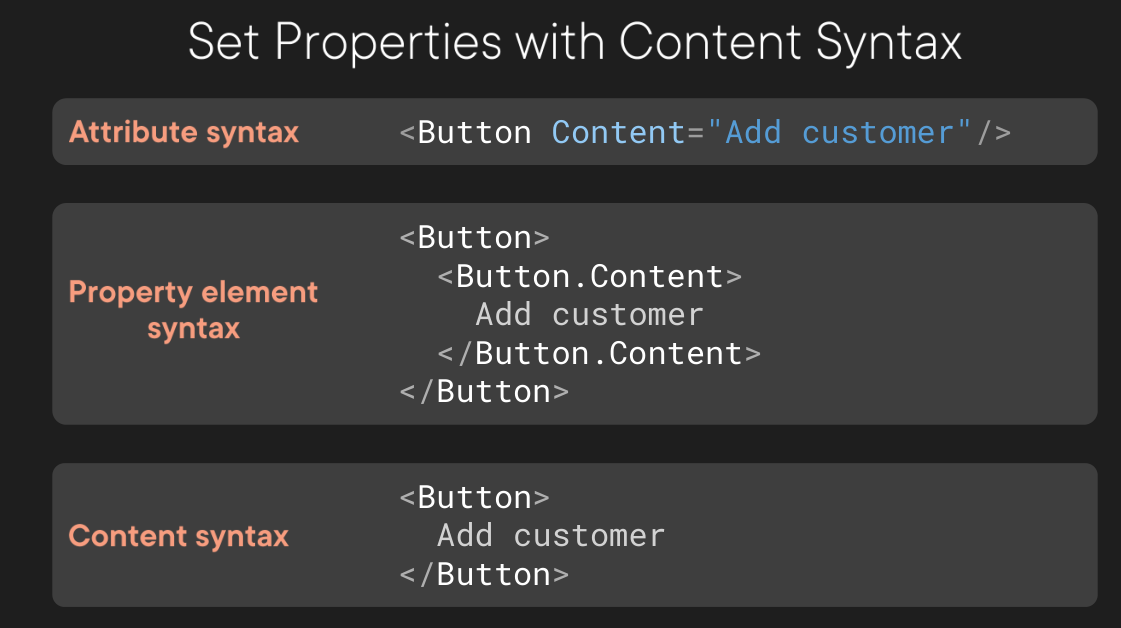 Set Properties with Content Syntax
Attribute syntax
<Button Content="Add customer"/>
Property element
syntax
<Button>
  <Button.Content>
    Add customer
  </Button.Content>
</Button>
Content syntax
<Button>
  Add customer
</Button>